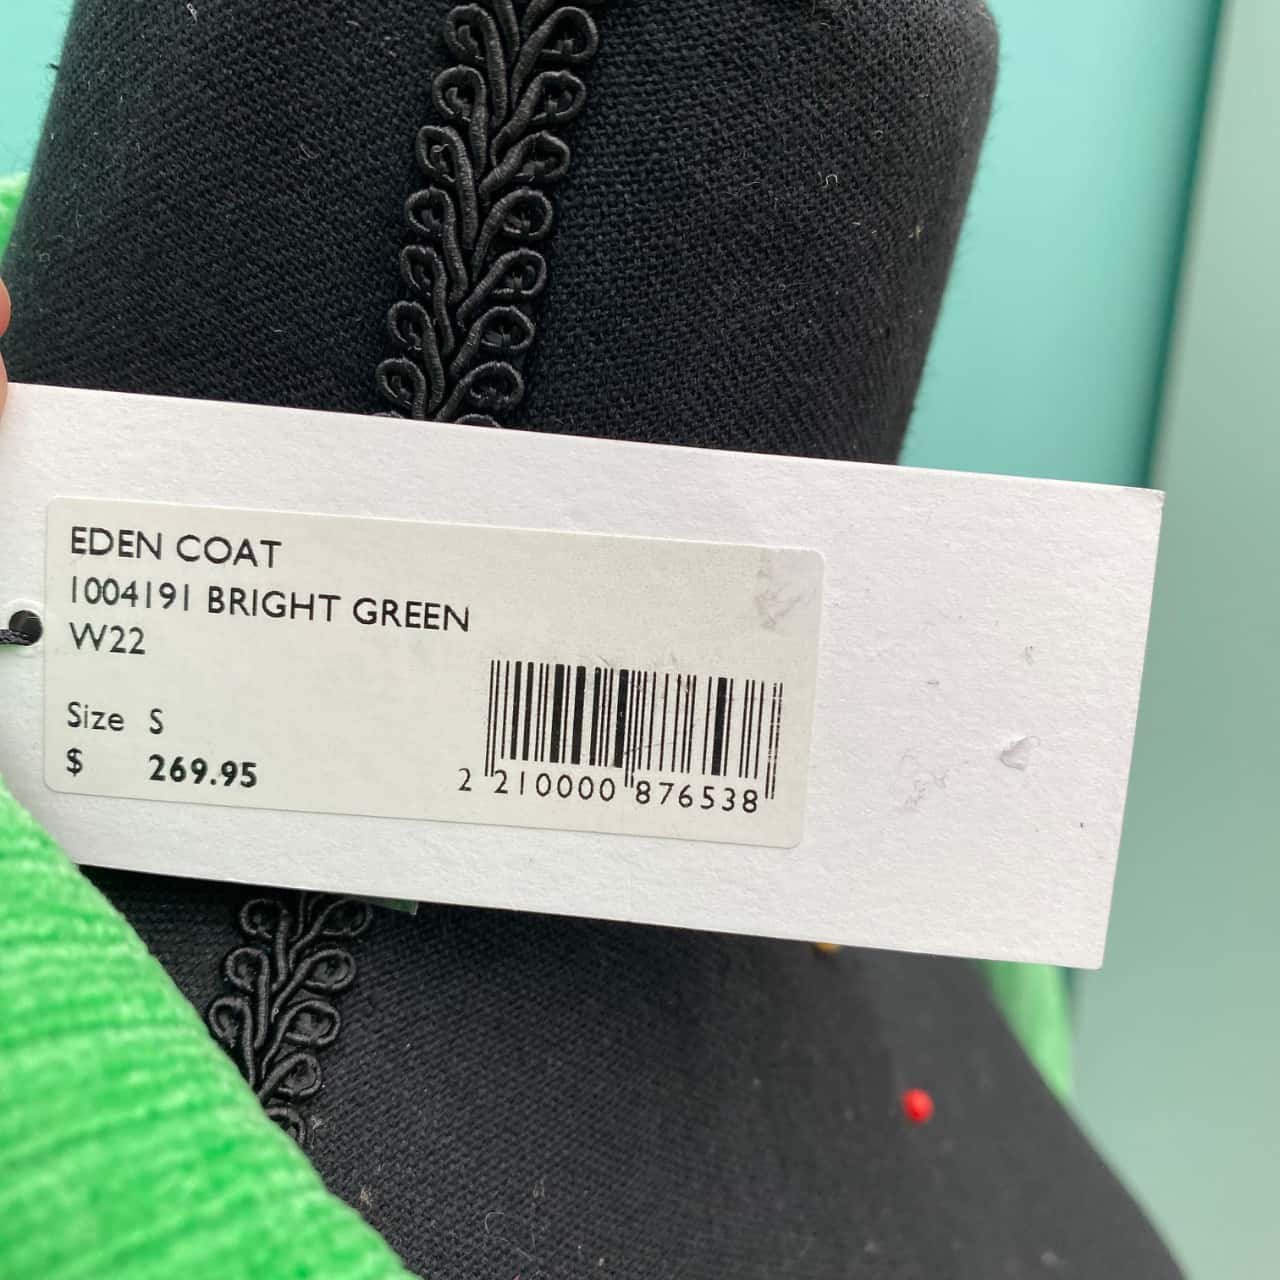 EDEN COAT
1004191 BRIGHT GREEN
W22
Size S
$ 269.95
2 210000 876538